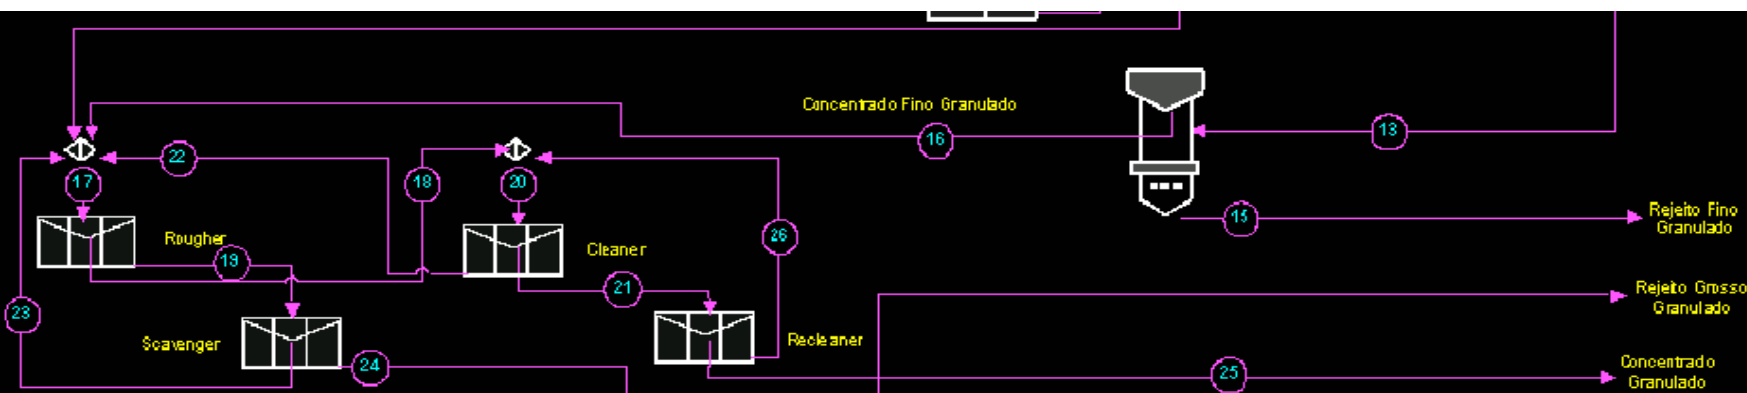 Concentrado Fino Granulado
16
13
22
17
18
20
15
Rejeito Fino
Granulado
Rougher
19
Cleaner
26
21
23
Rejeito Grosso
Granulado
Scavenger
24
Recleaner
25
Concentrado
Granulado